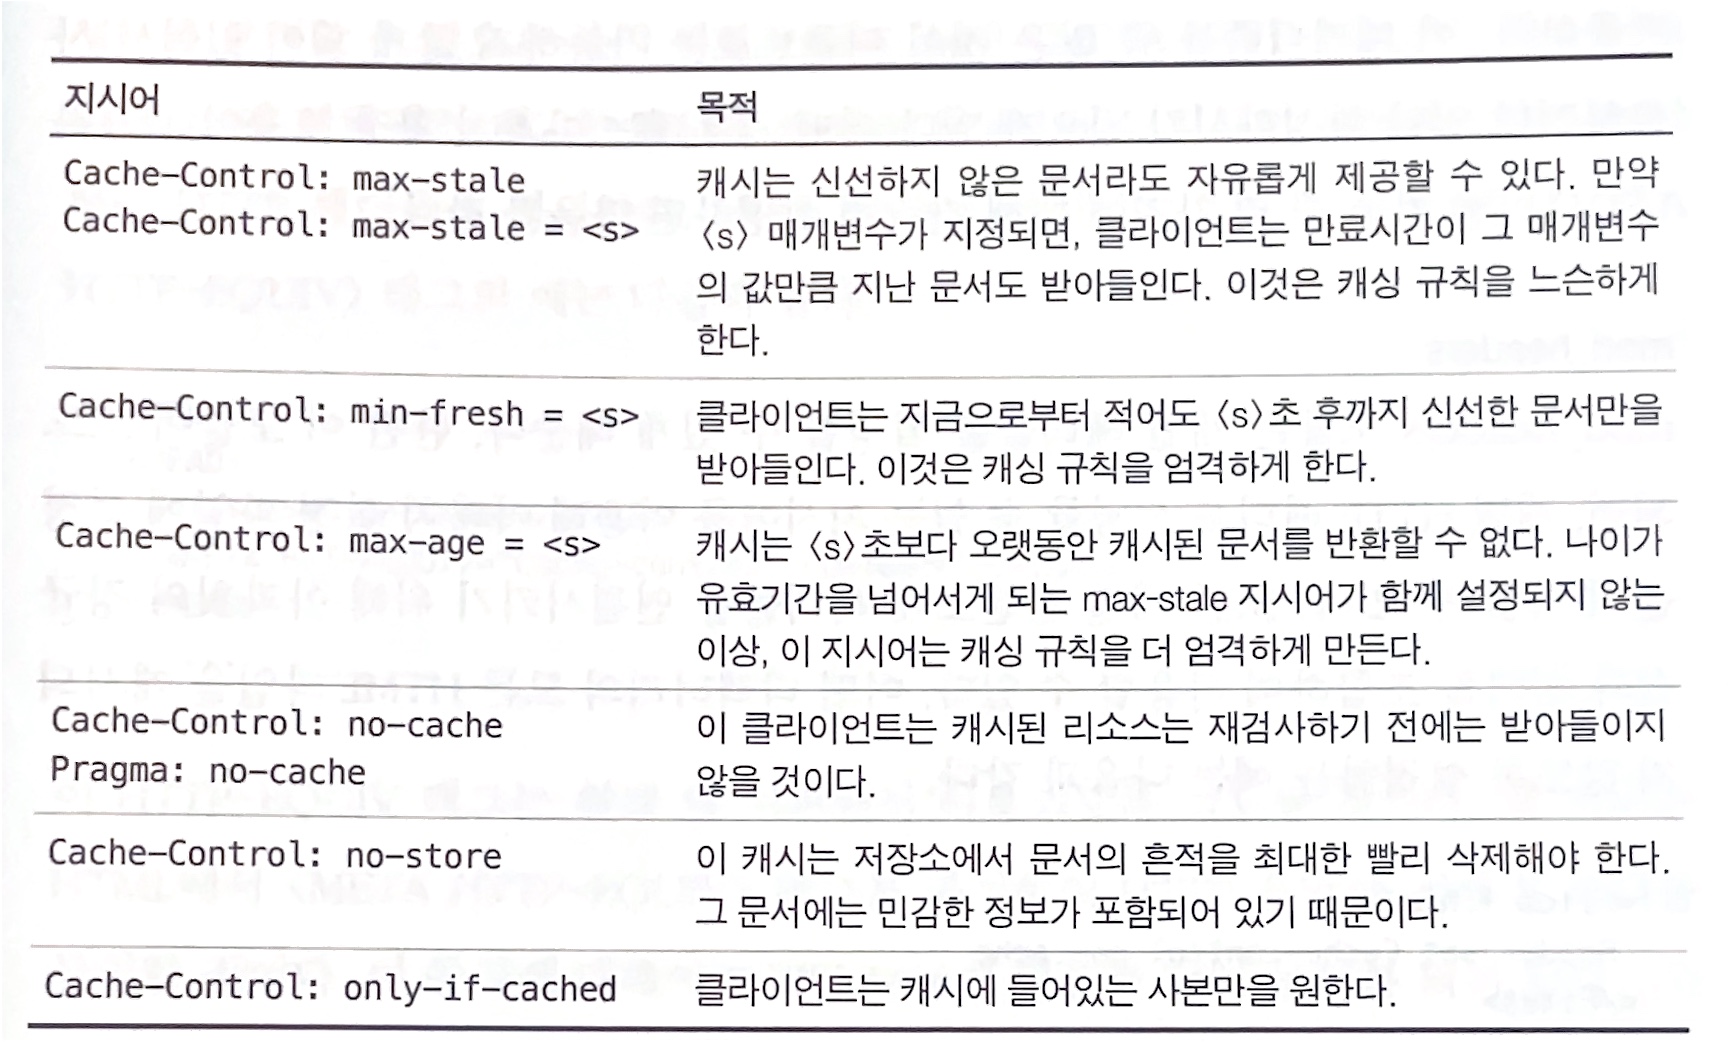 지시어
목적
Cache-Control: max-stale
Cache-Control: max-stale = <s>
캐시는 신선하지 않은 문서라도 자유롭게 제공할 수 있다. 만약
〈s〉 매개변수가 지정되면, 클라이언트는 만료시간이 그 매개변수
의 값만큼 지난 문서도 받아들인다. 이것은 캐싱 규칙을 느슨하게
한다.
Cache-Control: min-fresh = <s>
클라이언트는 지금으로부터 적어도 〈s〉초 후까지 신선한 문서만을
받아들인다. 이것은 캐싱 규칙을 엄격하게 한다.
Cache-Control: max-age = <s>
캐시는 〈s〉초보다 오랫동안 캐시된 문서를 반환할 수 없다. 나이가
유효기간을 넘어서게 되는 max-stale 지시어가 함께 설정되지 않는
이상, 이 지시어는 캐싱 규칙을 더 엄격하게 만든다.
Cache-Control: no-cache
Pragma: no-cache
이 클라이언트는 캐시된 리소스는 재검사하기 전에는 받아들이지
않을 것이다.
Cache-Control: no-store
이 캐시는 저장소에서 문서의 흔적을 최대한 빨리 삭제해야 한다.
그 문서에는 민감한 정보가 포함되어 있기 때문이다.
Cache-Control: only-if-cached
클라이언트는 캐시에 들어있는 사본만을 원한다.